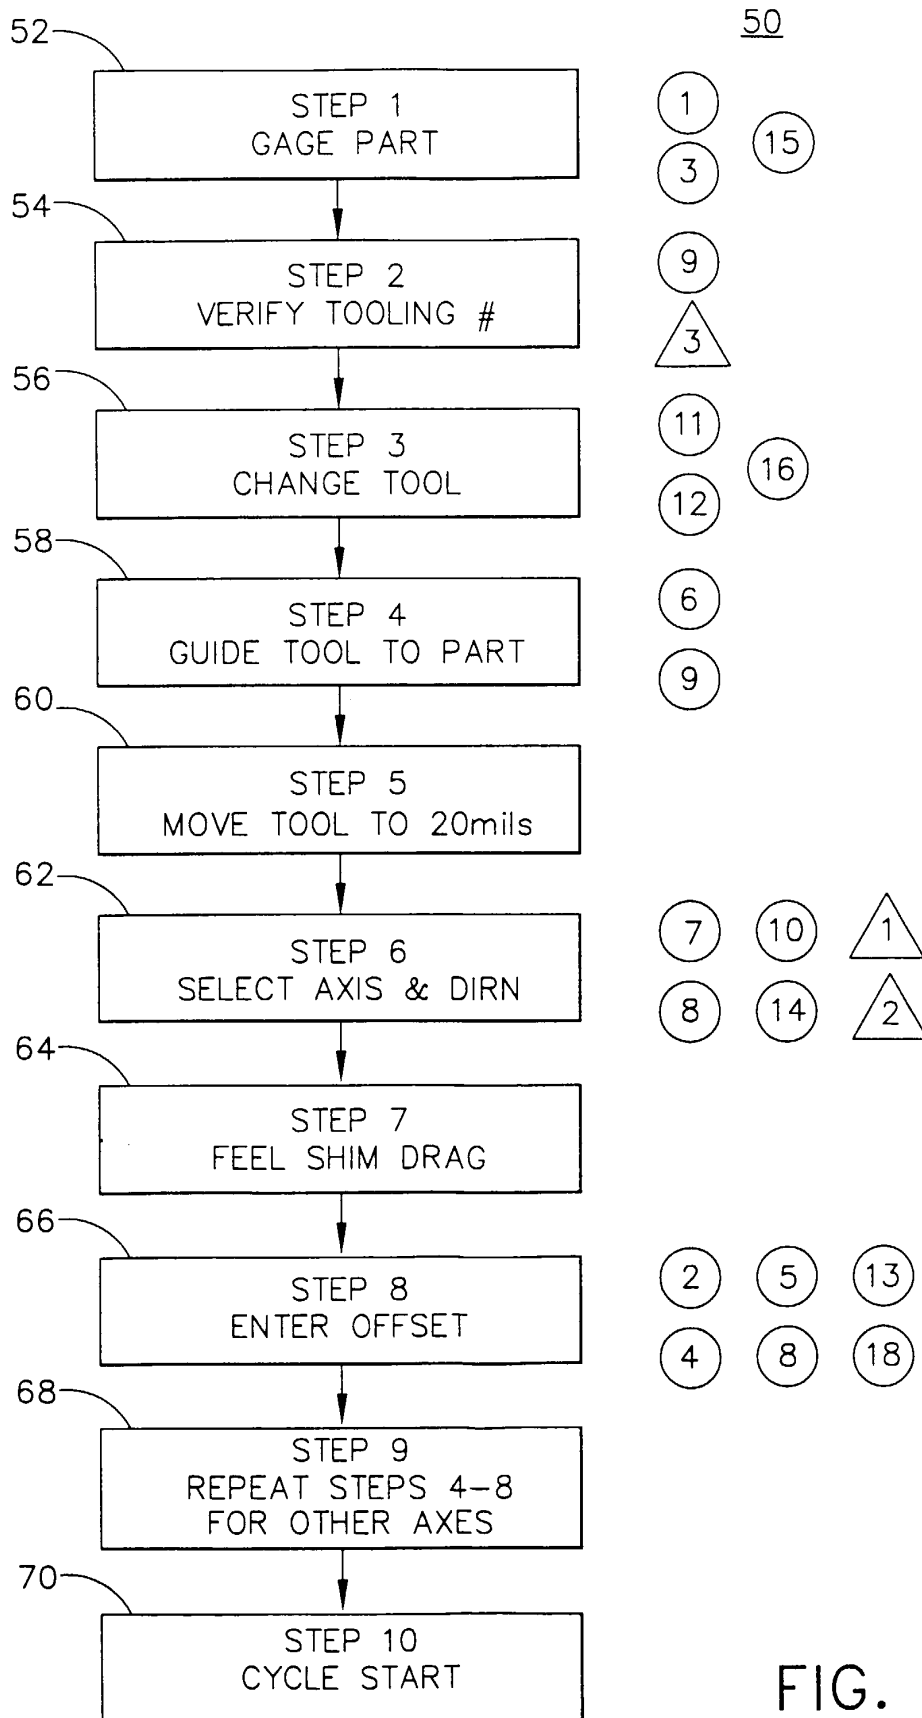 50
52
STEP 1
GAGE PART
1
15
3
54
STEP 2
VERIFY TOOLING #
9
3
56
STEP 3
CHANGE TOOL
11
16
12
58
STEP 4
GUIDE TOOL TO PART
6
9
60
STEP 5
MOVE TOOL TO 20mils
62
STEP 6
SELECT AXIS & DIRN
7 10 1
8 14 2
64
STEP 7
FEEL SHIM DRAG
66
STEP 8
ENTER OFFSET
2 5 13
4 8 18
68
STEP 9
REPEAT STEPS 4-8
FOR OTHER AXES
70
STEP 10
CYCLE START
FIG.